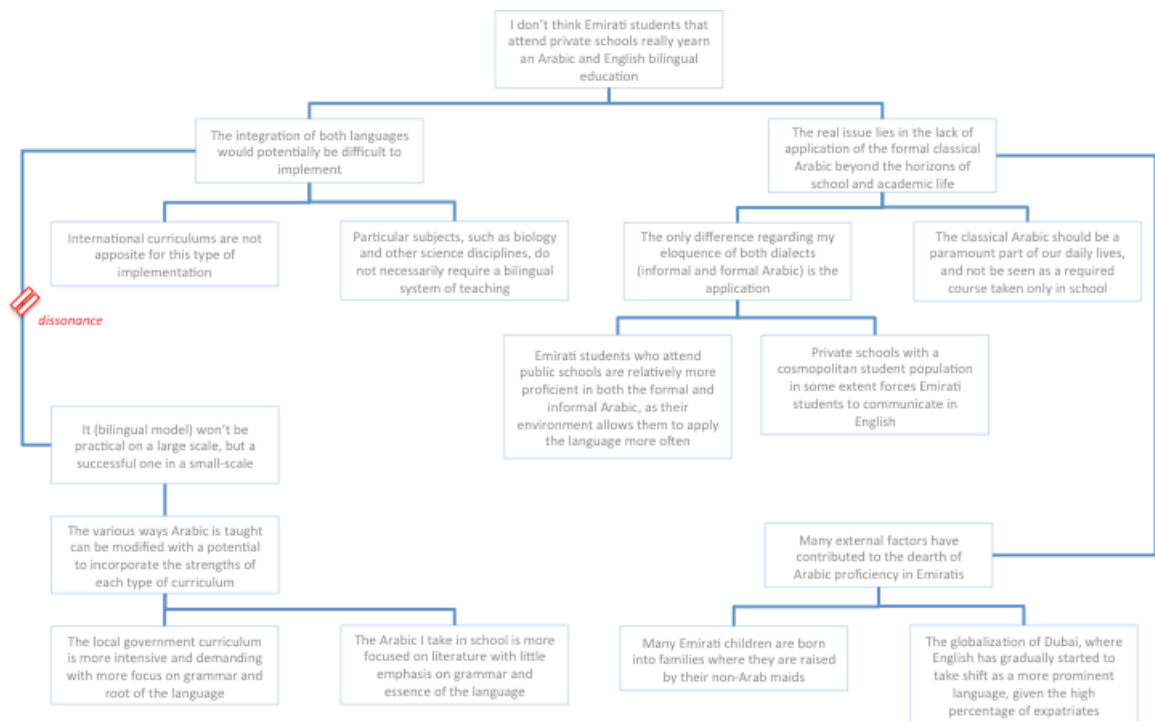 I don't think Emirati students that
attend private schools really yearn
an Arabic and English bilingual
education
The integration of both languages
would potentially be difficult to
implement
The real issue lies in the lack of
application of the formal classical
Arabic beyond the horizons of
school and academic life
International curriculums are not
apposite for this type of
implementation
Particular subjects, such as biology
and other science disciplines, do
not necessarily require a bilingual
system of teaching
The only difference regarding my
eloquence of both dialects
(informal and formal Arabic) is the
application
The classical Arabic should be a
paramount part of our daily lives,
and not be seen as a required
course taken only in school
dissonance
Emirati students who attend
public schools are relatively more
proficient in both the formal and
informal Arabic, as their
environment allows them to apply
the language more often
Private schools with a
cosmopolitan student population
in some extent forces Emirati
students to communicate in
English
It (bilingual model) won't be
practical on a large scale, but a
successful one in a small-scale
The various ways Arabic is taught
can be modified with a potential
to incorporate the strengths of
each type of curriculum
Many external factors have
contributed to the dearth of
Arabic proficiency in Emiratis
The local government curriculum
is more intensive and demanding
with more focus on grammar and
root of the language
The Arabic I take in school is more
focused on literature with little
emphasis on grammar and
essence of the language
Many Emirati children are born
into families where they are raised
by their non-Arab maids
The globalization of Dubai, where
English has gradually started to
take shift as a more prominent
language, given the high
percentage of expatriates